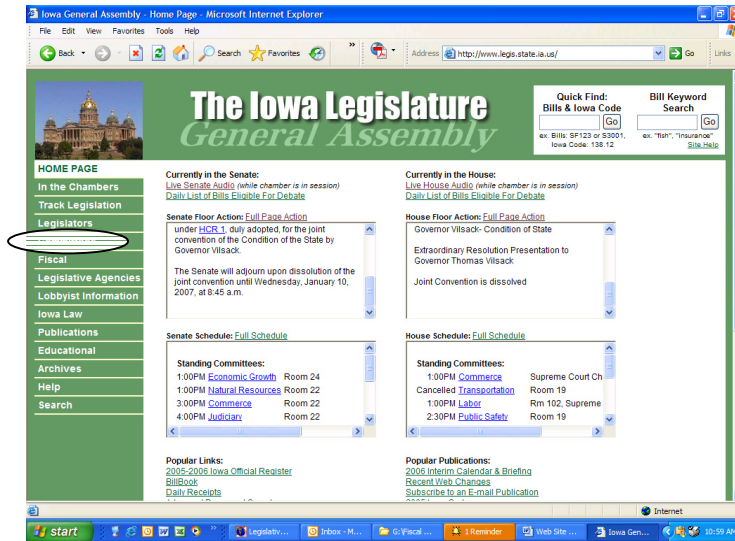 Iowa General Assembly - Home Page - Microsoft Internet Explorer
File Edit View Favorites Tools Help
Back Search Favorites » Address http://www.legis.state.ia.us/ Go Links
The Iowa Legislature
General Assembly
Quick Find:
Bills & Iowa Code
Go
ex. Bills: SF123 or S3001,
Iowa Code: 138.12
Bill Keyword
Search
Go
ex. "fish", "insurance"
Site Help
HOME PAGE
In the Chambers
Track Legislation
Legislators
Fiscal
Legislative Agencies
Lobbyist Information
Iowa Law
Publications
Educational
Archives
Help
Search
Currently in the Senate:
Live Senate Audio (while chamber is in session)
Daily List of Bills Eligible For Debate
Senate Floor Action: Full Page Action
under HCR 1, duly adopted, for the joint
convention of the Condition of the State by
Governor Vilsack.
The Senate will adjourn upon dissolution of the
joint convention until Wednesday, January 10,
2007, at 8:45 a.m.
Senate Schedule: Full Schedule
Standing Committees:
1:00PM Economic Growth Room 24
1:00PM Natural Resources Room 22
3:00PM Commerce Room 22
4:00PM Judiciary Room 22
Popular Links:
2005-2006 Iowa Official Register
BillBook
Daily Receipts
Currently in the House:
Live House Audio (while chamber is in session)
Daily List of Bills Eligible For Debate
House Floor Action: Full Page Action
Governor Vilsack- Condition of State
Extraordinary Resolution Presentation to
Governor Thomas Vilsack
Joint Convention is dissolved
House Schedule: Full Schedule
Standing Committees:
1:00PM Commerce Supreme Court Ch
Cancelled Transportation Room 19
1:00PM Labor Rm 102, Supreme
2:30PM Public Safety Room 19
Popular Publications:
2006 Interim Calendar & Briefing
Recent Web Changes
Subscribe to an E-mail Publication
Internet
start » Legislativ... Inbox - M... G:\Fiscal ... 1 Reminder Web Site ... Iowa Gen... 10:59 AM